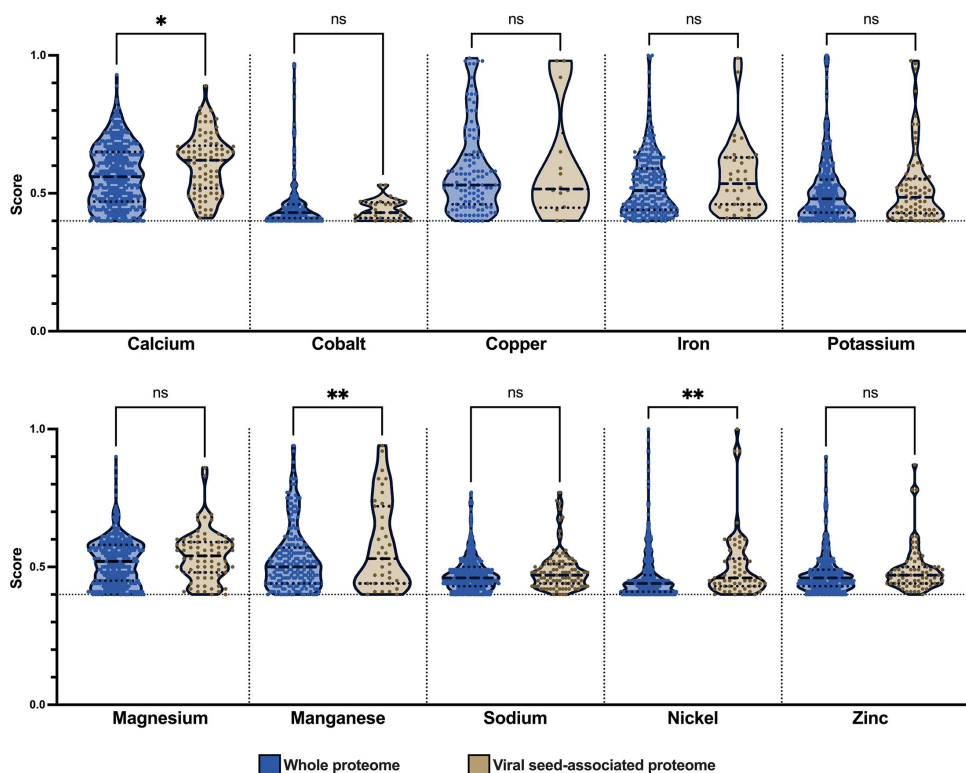 * ns ns ns ns
1.0
Score
0.5
0.0
Calcium Cobalt Copper Iron Potassium
ns ** ns ** ns
1.0
Score
0.5
0.0
Magnesium Manganese Sodium Nickel Zinc
Whole proteome Viral seed-associated proteome